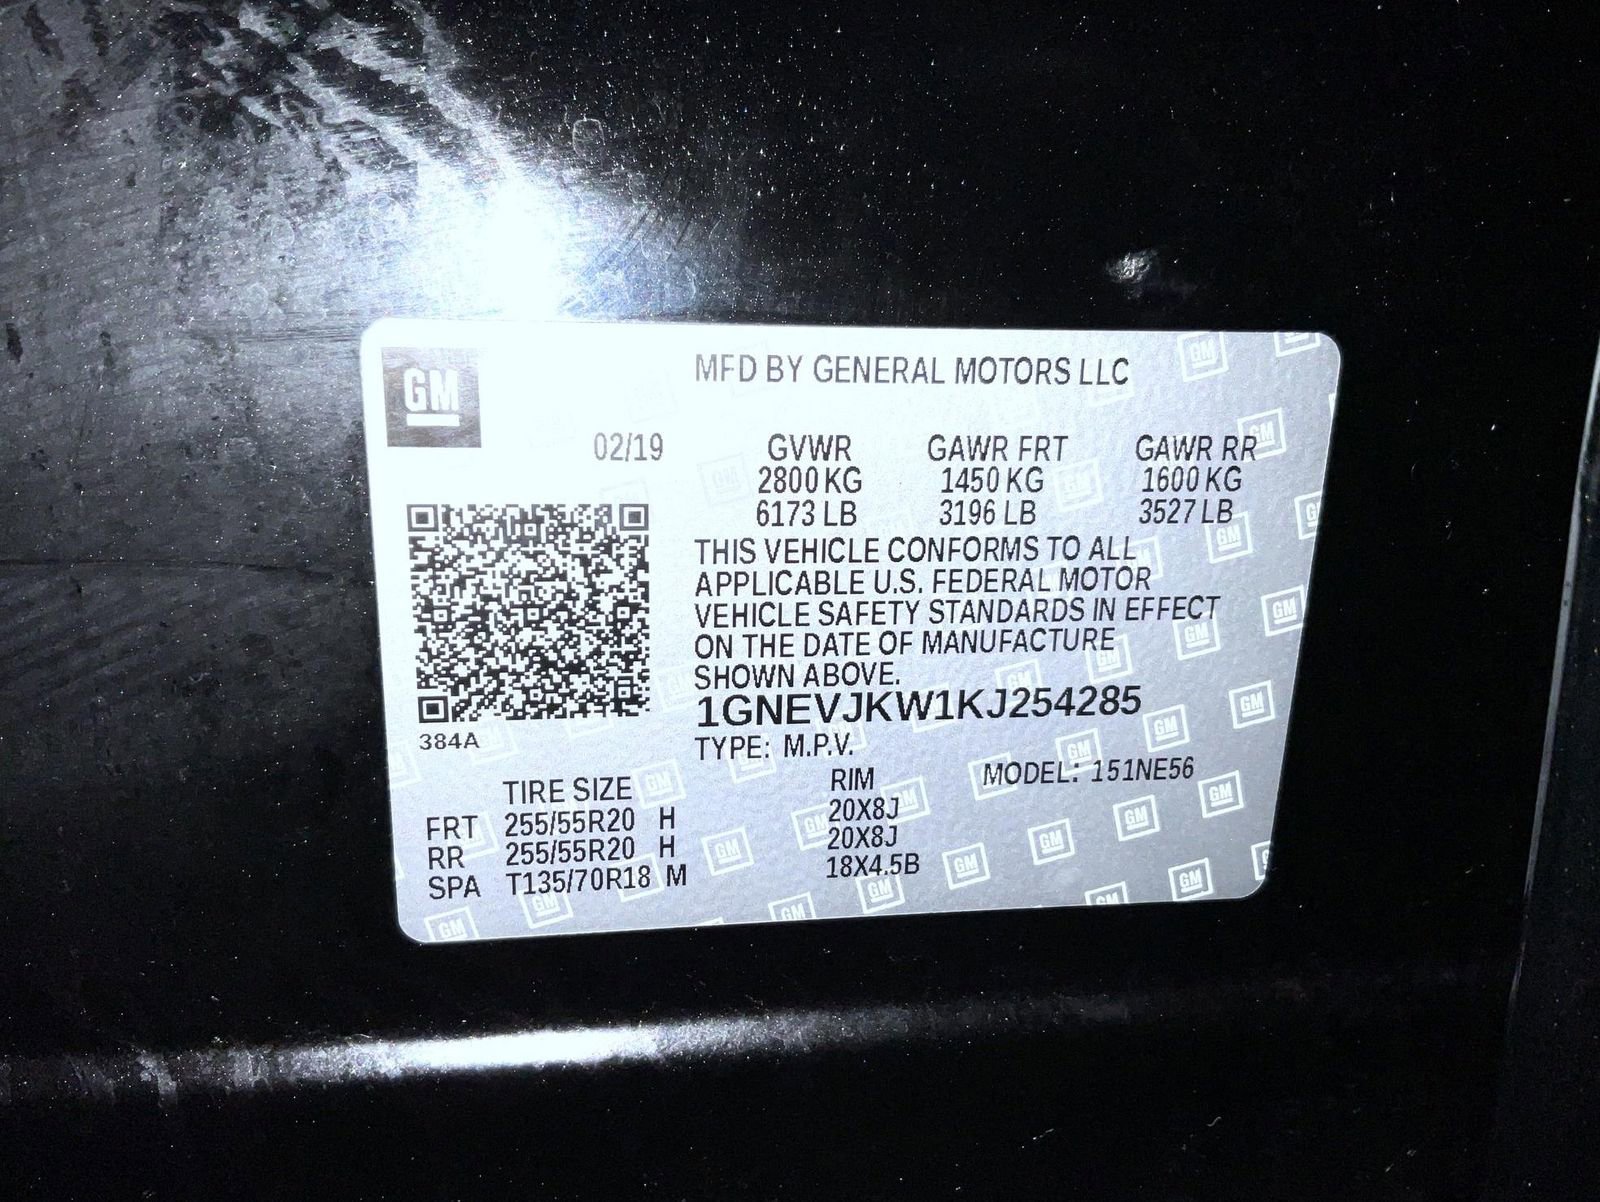 GM
MFD BY GENERAL MOTORS LLC
02/19 GVWR GAWR FRT GAWR RR
2800 KG 1450 KG 1600 KG
6173 LB 3196 LB 3527 LB
THIS VEHICLE CONFORMS TO ALL
APPLICABLE U.S. FEDERAL MOTOR
VEHICLE SAFETY STANDARDS IN EFFECT
ON THE DATE OF MANUFACTURE
SHOWN ABOVE.
1GNEVJKW1KJ254285
384A
TYPE: M.P.V. MODEL: 151NE56
TIRE SIZE RIM
FRT 255/55R20 H 20X8J
RR 255/55R20 H 20X8J
SPA T135/70R18 M 18X4.5B